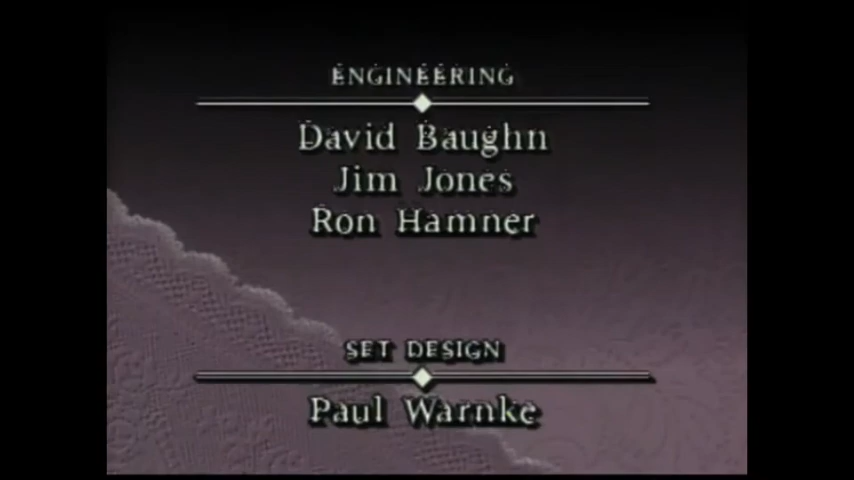 ENGINEERING
David Baughn
Jim Jones
Ron Hamner
SET DESIGN
Paul Warnke